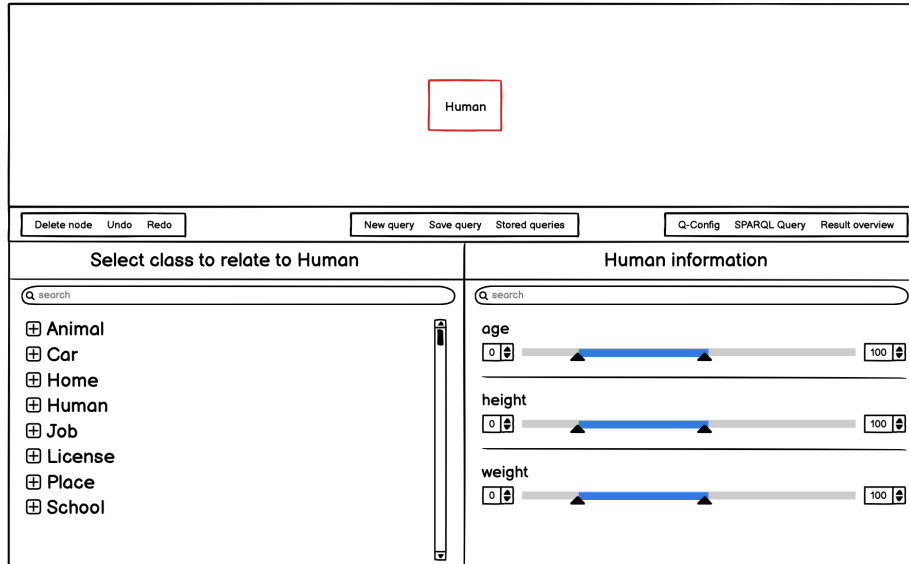 Human
Delete node Undo Redo
New query Save query Stored queries
Q-Config SPARQL Query Result overview
Select class to relate to Human
search
Animal
Car
Home
Human
Job
License
Place
School
Human information
search
age
0 100
height
0 100
weight
0 100